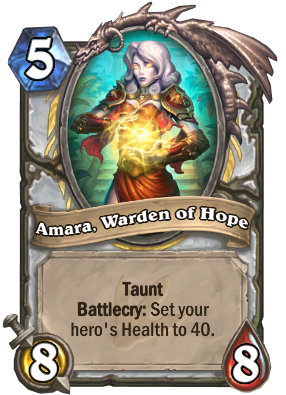 5
Amara, Warden of Hope
Taunt
Battlecry: Set your
hero's Health to 40.
8
8